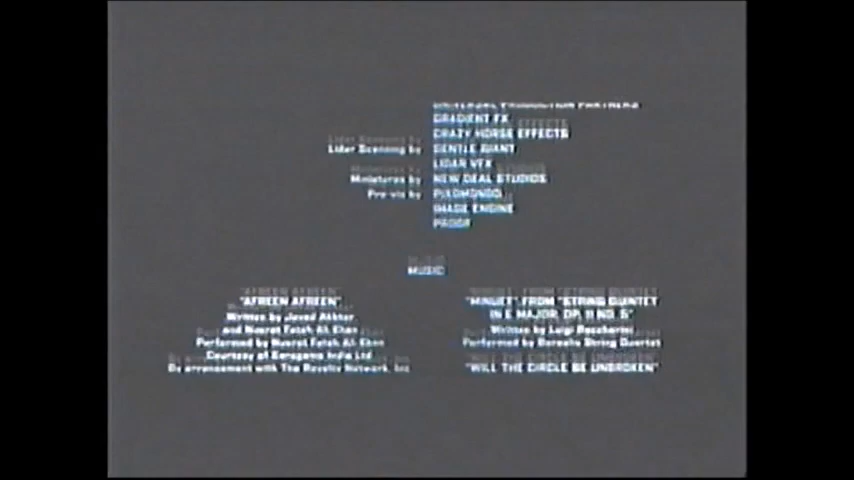 UNIVERSAL PRODUCTION PARTNERS
GRADIENT FX
CRAZY HORSE EFFECTS
Lidar Scanning by GENTLE GIANT
LIDAR VFX
Miniatures by NEW DEAL STUDIOS
Pre-vis by PIXOMONDO
IMAGE ENGINE
PROOF
MUSIC
"AFREEN AFREEN"
Written by Javed Akhtar
and Nusrat Fateh Ali Khan
Performed by Nusrat Fateh Ali Khan
Courtesy of Saregama India Ltd
By arrangement with The Royalty Network, Inc
"MINUET" FROM "STRING QUINTET
IN E MAJOR, OP. 11 NO. 5"
Written by Luigi Boccherini
Performed by Borealis String Quartet
"WILL THE CIRCLE BE UNBROKEN"